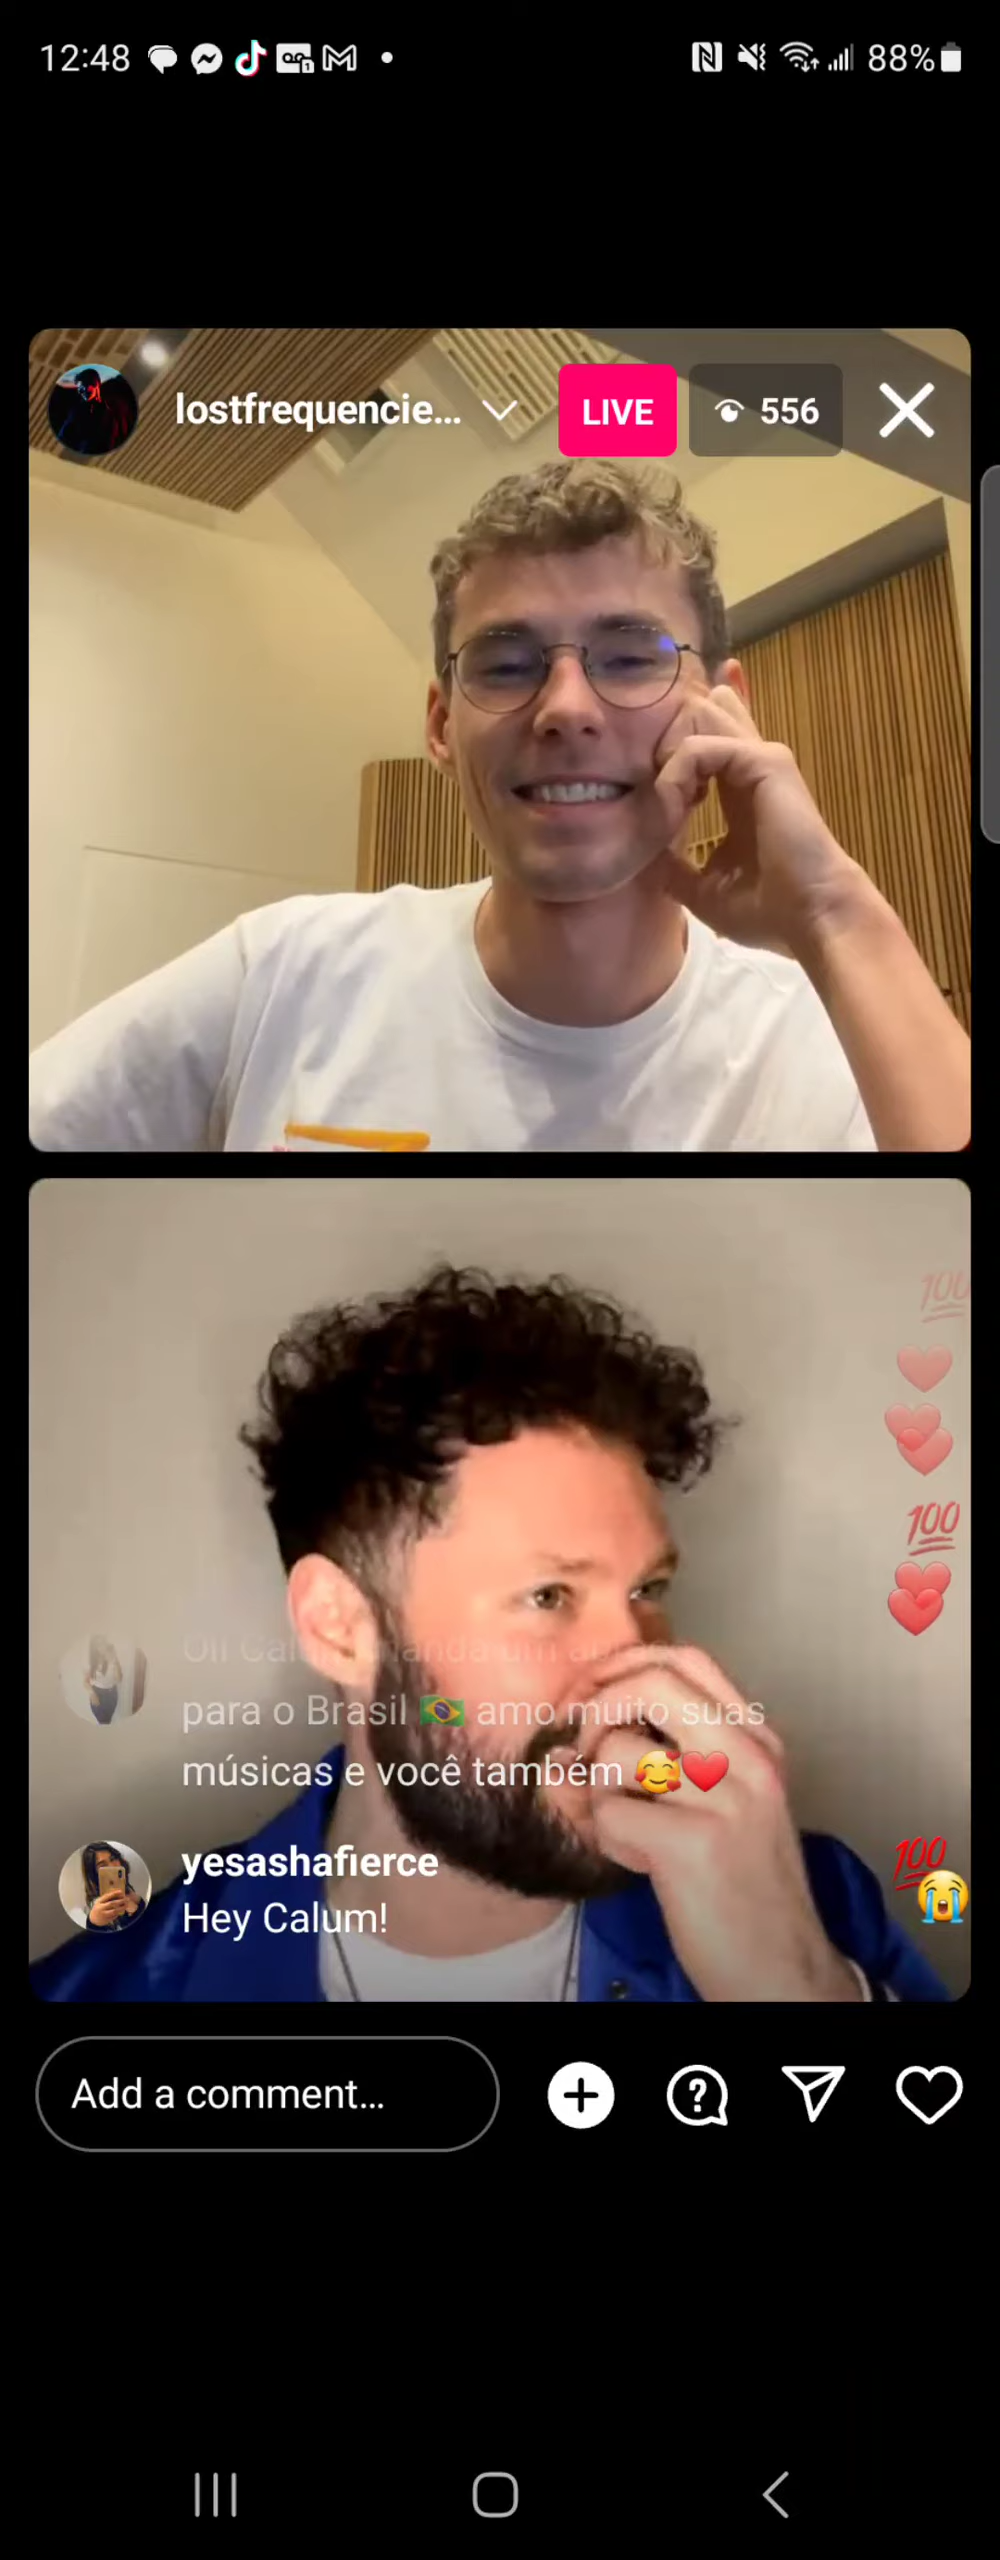 12:48
88%
lostfrequencie...
LIVE
556
para o Brasil 🇧🇷 amo muito suas
músicas e você também 🥰❤️
yesashafierce
Hey Calum!
Add a comment...